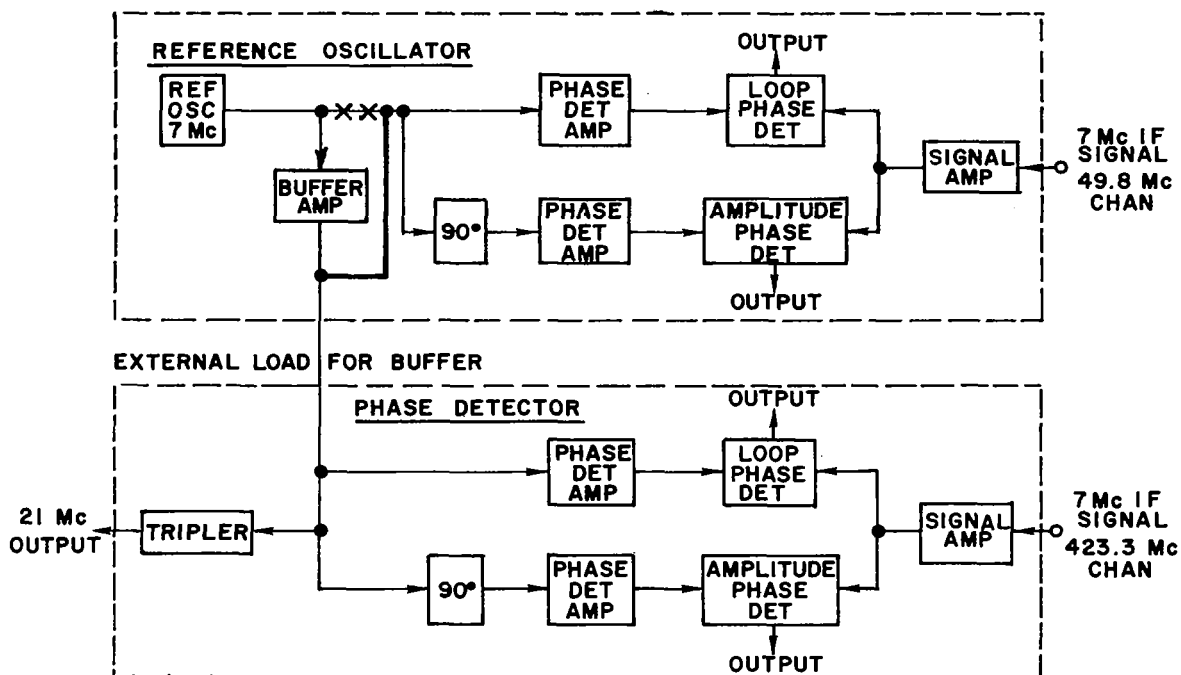 REFERENCE OSCILLATOR
REF
OSC
7 Mc
BUFFER
AMP
90°
PHASE
DET
AMP
PHASE
DET
AMP
OUTPUT
LOOP
PHASE
DET
AMPLITUDE
PHASE
DET
OUTPUT
SIGNAL
AMP
7 Mc IF
SIGNAL
49.8 Mc
CHAN
EXTERNAL LOAD FOR BUFFER
PHASE DETECTOR
21 Mc
OUTPUT
TRIPLER
90°
PHASE
DET
AMP
PHASE
DET
AMP
OUTPUT
LOOP
PHASE
DET
AMPLITUDE
PHASE
DET
OUTPUT
SIGNAL
AMP
7 Mc IF
SIGNAL
423.3 Mc
CHAN